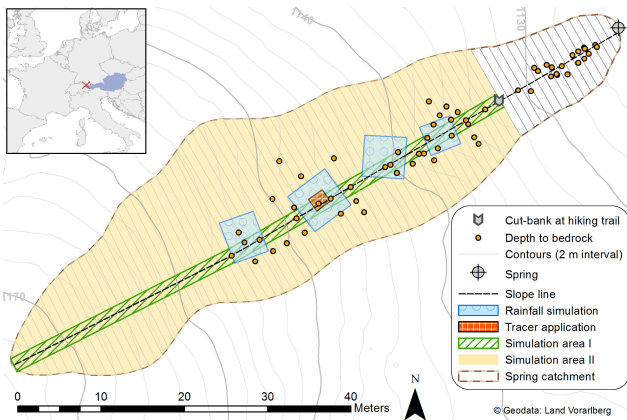 1140
1130
1170
Cut-bank at hiking trail
Depth to bedrock
Contours (2 m interval)
Spring
Slope line
Rainfall simulation
Tracer application
Simulation area I
Simulation area II
Spring catchment
0 10 20 30 40 Meters
N
© Geodata: Land Vorarlberg